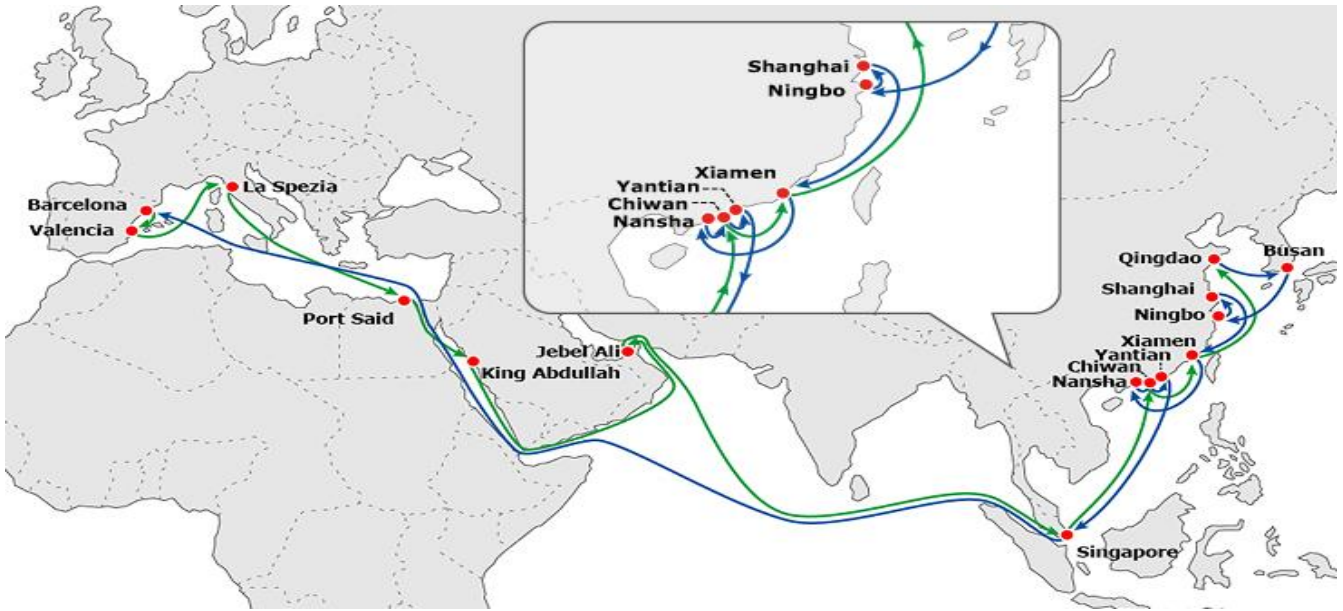 Shanghai
Ningbo
Xiamen
Yantian
Chiwan
Nansha
La Spezia
Barcelona
Valencia
Port Said
Jebel Ali
King Abdullah
Qingdao
Busan
Shanghai
Ningbo
Xiamen
Yantian
Chiwan
Nansha
Singapore